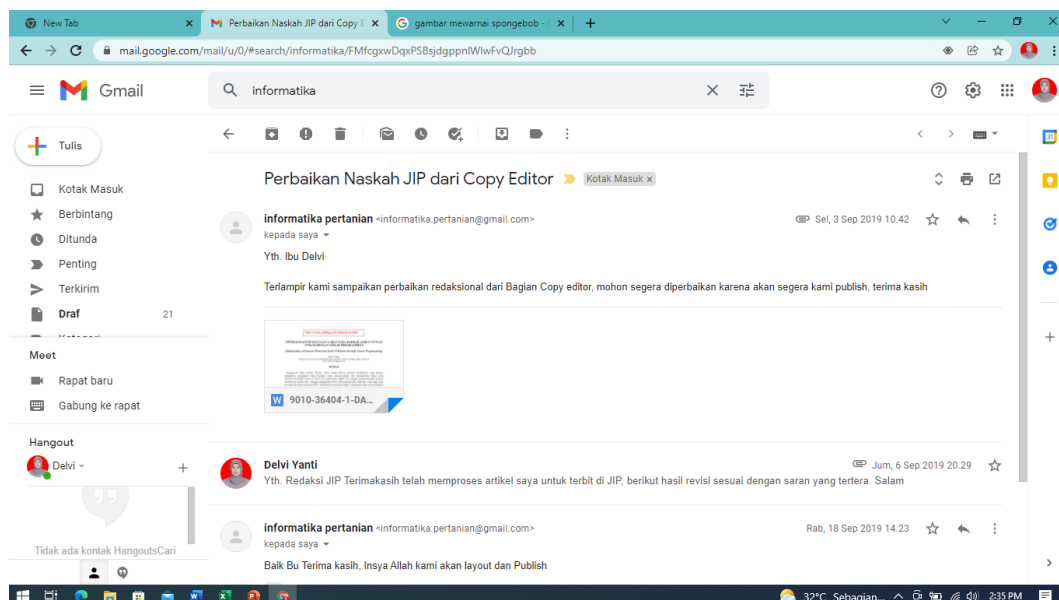 New Tab
Perbaikan Naskah JIP dari Copy E
gambar mewarnai spongebob -
mail.google.com/mail/u/0/#search/informatika/FMfcgxwDqxPSBsjdgppnlWlwFvQJrgbb
Gmail
informatika
Tulis
Kotak Masuk
Berbintang
Ditunda
Penting
Terkirim
Draf 21
Kategori
Meet
Rapat baru
Gabung ke rapat
Hangout
Delvi
Tidak ada kontak HangoutsCari
Perbaikan Naskah JIP dari Copy Editor
Kotak Masuk x
informatika pertanian <informatika.pertanian@gmail.com> Sel, 3 Sep 2019 10.42
kepada saya
Yth. Ibu Delvi
Terlampir kami sampaikan perbaikan redaksional dari Bagian Copy editor, mohon segera diperbaikan karena akan segera kami publish, terima kasih
W 9010-36404-1-DA...
Delvi Yanti Jum, 6 Sep 2019 20.29
Yth. Redaksi JIP Terimakasih telah memproses artikel saya untuk terbit di JIP, berikut hasil revisi sesuai dengan saran yang tertera. Salam
informatika pertanian <informatika.pertanian@gmail.com> Rab, 18 Sep 2019 14.23
kepada saya
Baik Bu Terima kasih, Insya Allah kami akan layout dan Publish
31
32°C Sebagian... 2:35 PM